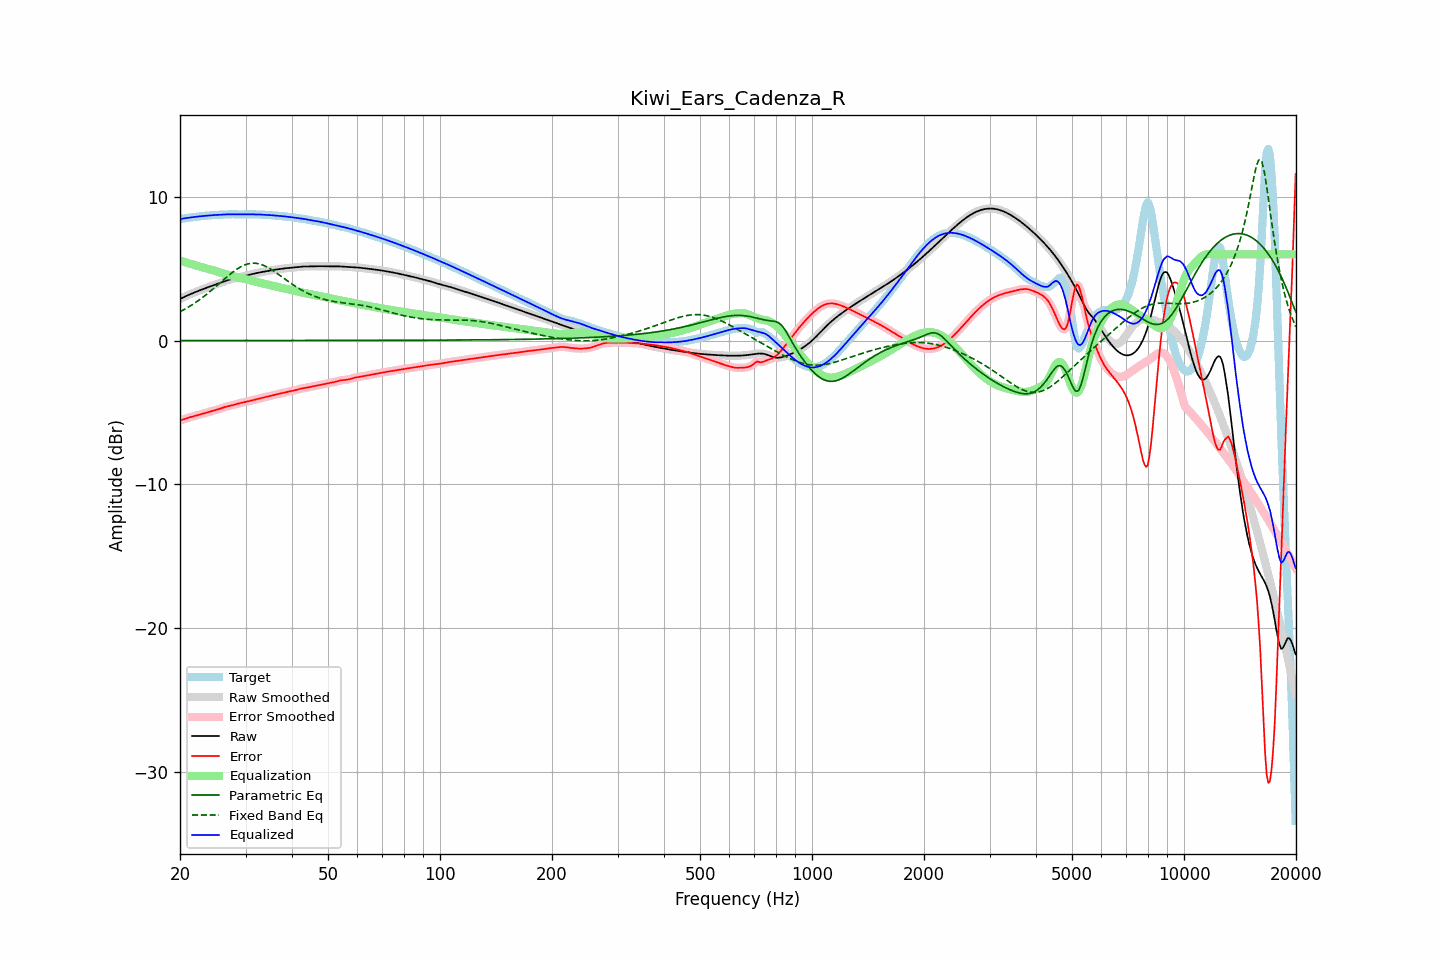 Kiwi_Ears_Cadenza_R
Amplitude (dBr)
10
0
−10
−20
−30
Target
Raw Smoothed
Error Smoothed
Raw
Error
Equalization
Parametric Eq
Fixed Band Eq
Equalized
20 50 100 200 500 1000 2000 5000 10000 20000
Frequency (Hz)